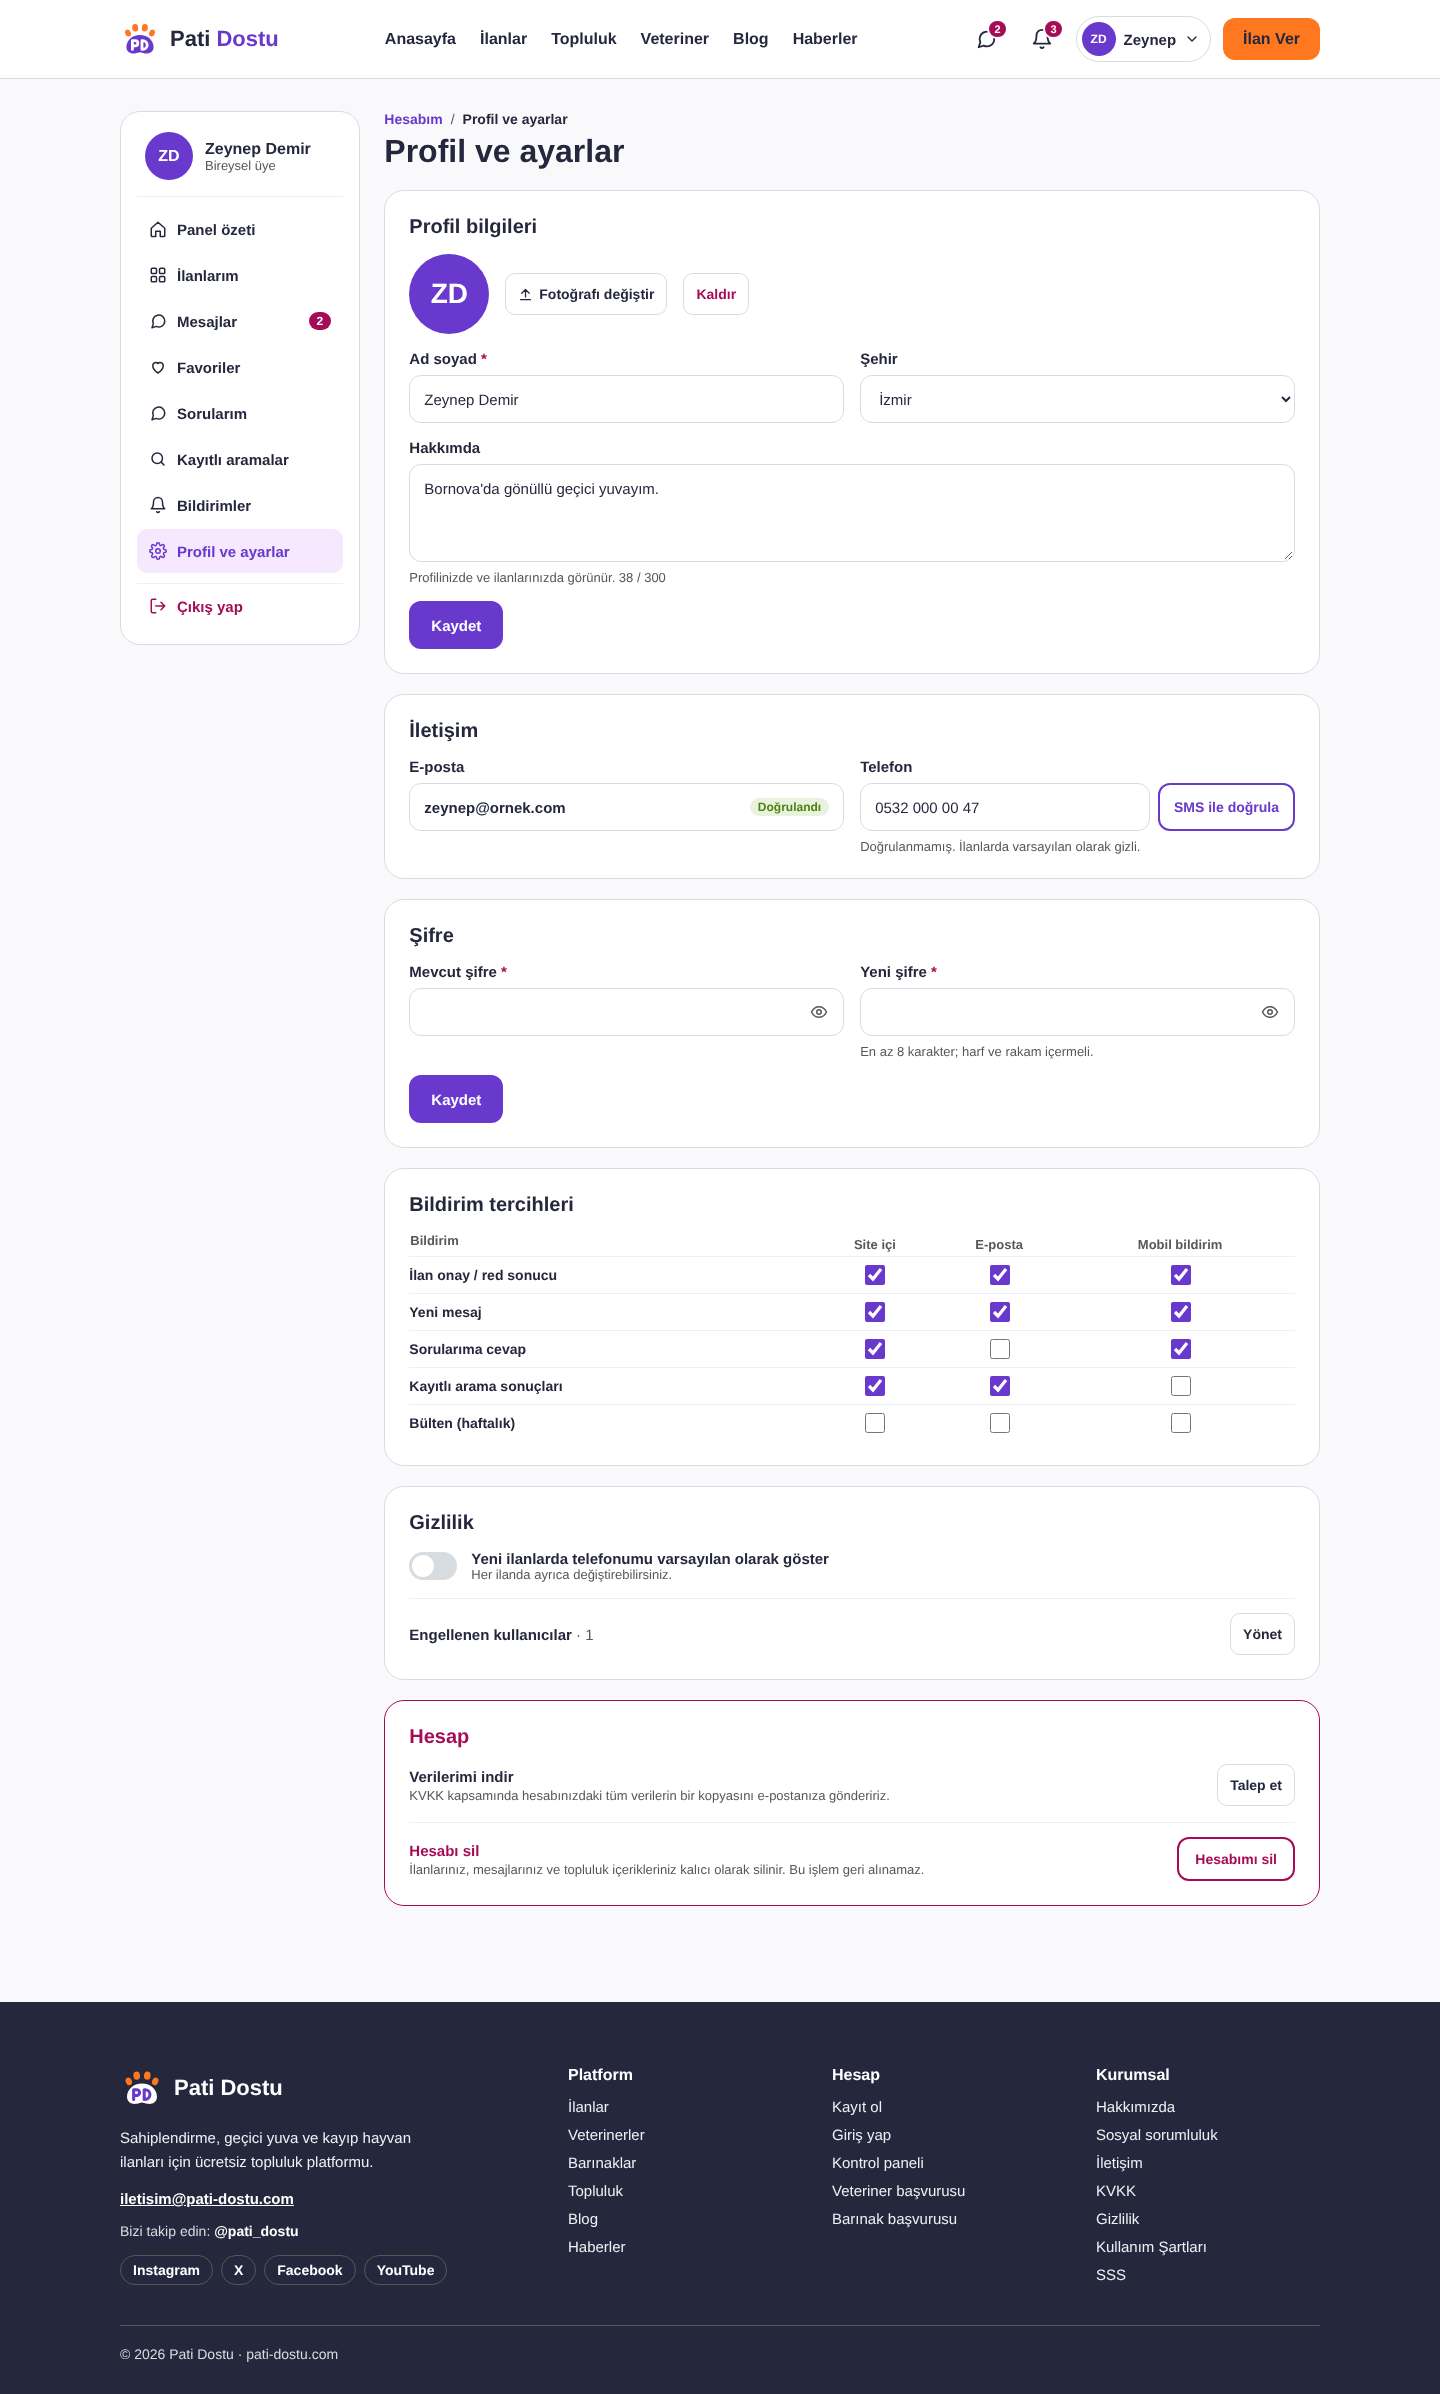 Pati Dostu
Anasayfa İlanlar Topluluk Veteriner Blog Haberler
2
3
ZD Zeynep
İlan Ver
ZD
Zeynep Demir
Bireysel üye
Panel özeti
İlanlarım
Mesajlar 2
Favoriler
Sorularım
Kayıtlı aramalar
Bildirimler
Profil ve ayarlar
Çıkış yap
Hesabım / Profil ve ayarlar
Profil ve ayarlar
Profil bilgileri
ZD
Fotoğrafı değiştir
Kaldır
Ad soyad *
Şehir
Zeynep Demir
İzmir
Hakkımda
Bornova'da gönüllü geçici yuvayım.
Profilinizde ve ilanlarınızda görünür. 38 / 300
Kaydet
İletişim
E-posta
Telefon
zeynep@ornek.com Doğrulandı
0532 000 00 47
SMS ile doğrula
Doğrulanmamış. İlanlarda varsayılan olarak gizli.
Şifre
Mevcut şifre *
Yeni şifre *
En az 8 karakter; harf ve rakam içermeli.
Kaydet
Bildirim tercihleri
Bildirim Site içi E-posta Mobil bildirim
İlan onay / red sonucu
Yeni mesaj
Sorularıma cevap
Kayıtlı arama sonuçları
Bülten (haftalık)
Gizlilik
Yeni ilanlarda telefonumu varsayılan olarak göster
Her ilanda ayrıca değiştirebilirsiniz.
Engellenen kullanıcılar · 1
Yönet
Hesap
Verilerimi indir
KVKK kapsamında hesabınızdaki tüm verilerin bir kopyasını e-postanıza göndeririz.
Talep et
Hesabı sil
İlanlarınız, mesajlarınız ve topluluk içerikleriniz kalıcı olarak silinir. Bu işlem geri alınamaz.
Hesabımı sil
PD
Pati Dostu
Sahiplendirme, geçici yuva ve kayıp hayvan
ilanları için ücretsiz topluluk platformu.
iletisim@pati-dostu.com
Bizi takip edin: @pati_dostu
Instagram X Facebook YouTube
Platform
İlanlar
Veterinerler
Barınaklar
Topluluk
Blog
Haberler
Hesap
Kayıt ol
Giriş yap
Kontrol paneli
Veteriner başvurusu
Barınak başvurusu
Kurumsal
Hakkımızda
Sosyal sorumluluk
İletişim
KVKK
Gizlilik
Kullanım Şartları
SSS
© 2026 Pati Dostu · pati-dostu.com